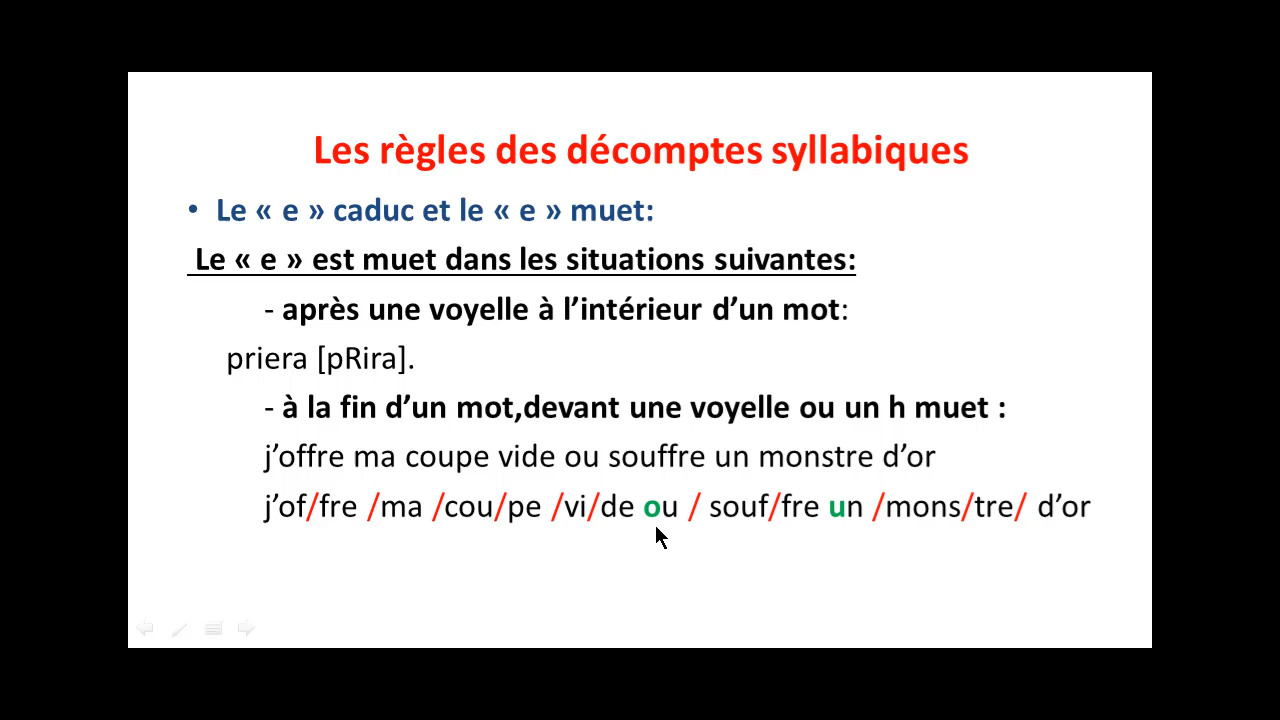 Les règles des décomptes syllabiques
• Le « e » caduc et le « e » muet:
Le « e » est muet dans les situations suivantes:
- après une voyelle à l’intérieur d’un mot:
priera [pRira].
- à la fin d’un mot,devant une voyelle ou un h muet :
j’offre ma coupe vide ou souffre un monstre d’or
j’of/fre /ma /cou/pe /vi/de ou / souf/fre un /mons/tre/ d’or